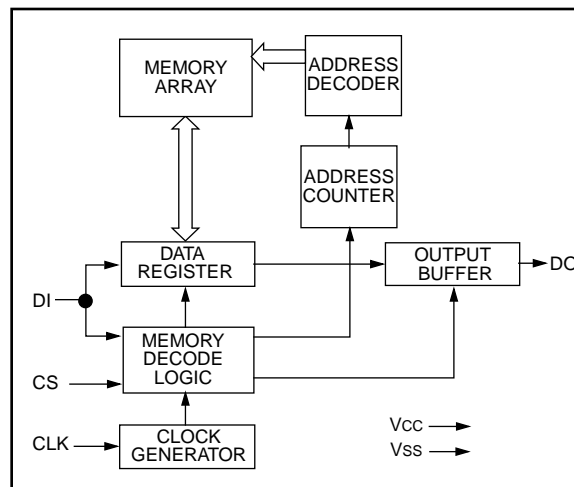 MEMORY
ARRAY
ADDRESS
DECODER
ADDRESS
COUNTER
DATA
REGISTER
OUTPUT
BUFFER
DO
DI
MEMORY
DECODE
LOGIC
CS
CLK
CLOCK
GENERATOR
VCC
VSS